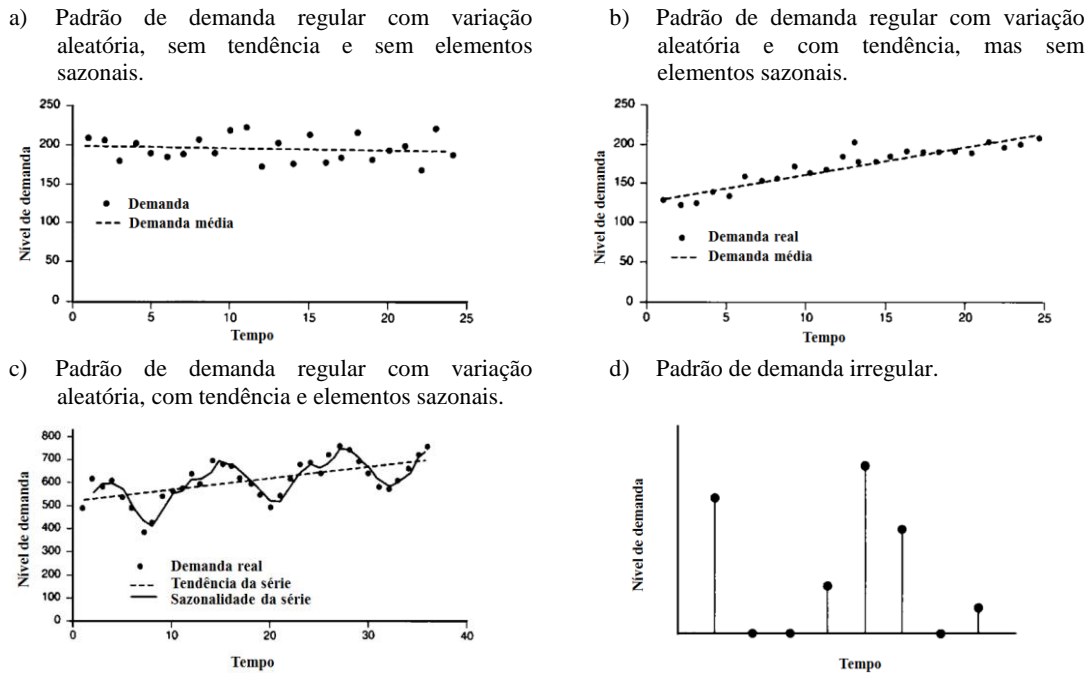 a) Padrão de demanda regular com variação
aleatória, sem tendência e sem elementos
sazonais.
250
200
150
100
50
0
Nível de demanda
Demanda
Demanda média
0 5 10 15 20 25
Tempo
b) Padrão de demanda regular com variação
aleatória e com tendência, mas sem
elementos sazonais.
250
200
150
100
50
0
Nível de demanda
Demanda real
Demanda média
0 5 10 15 20 25
Tempo
c) Padrão de demanda regular com variação
aleatória, com tendência e elementos sazonais.
800
700
600
500
400
300
200
100
0
Nível de demanda
Demanda real
Tendência da série
Sazonalidade da série
0 10 20 30 40
Tempo
d) Padrão de demanda irregular.
Nível de demanda
Tempo